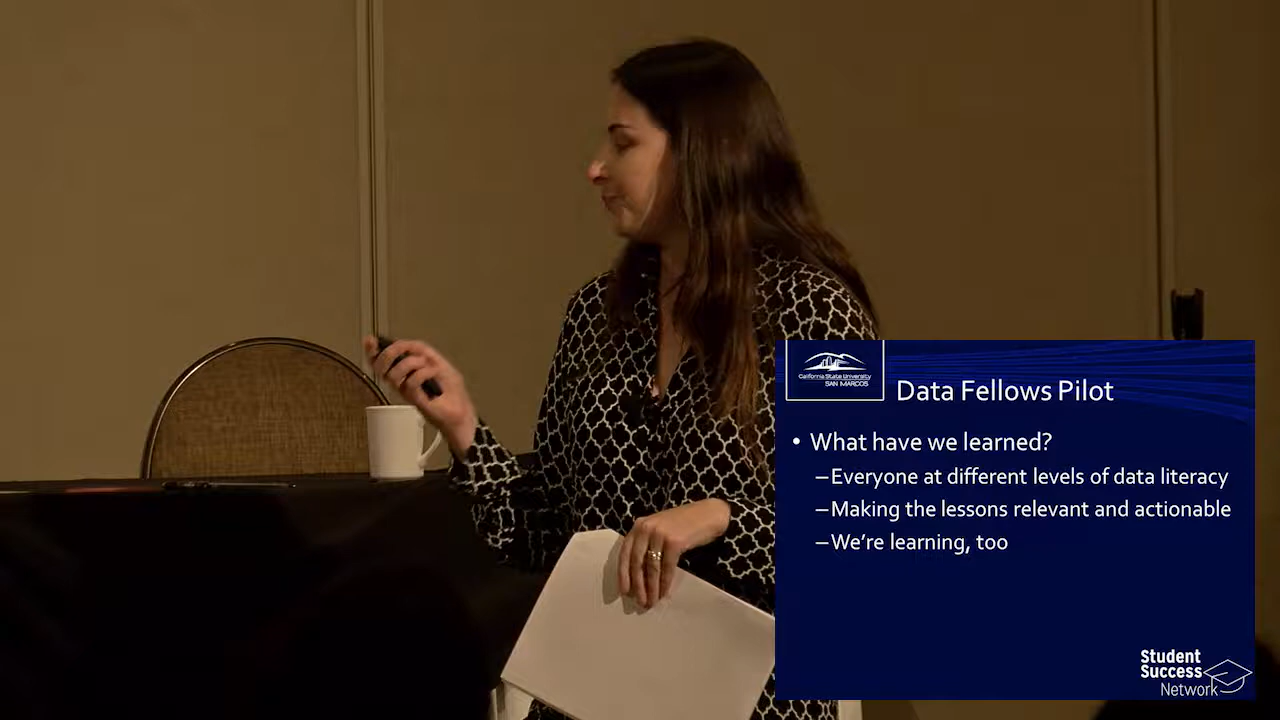 California State University
SAN MARCOS
Data Fellows Pilot
• What have we learned?
–Everyone at different levels of data literacy
–Making the lessons relevant and actionable
–We're learning, too
Student
Success
Network